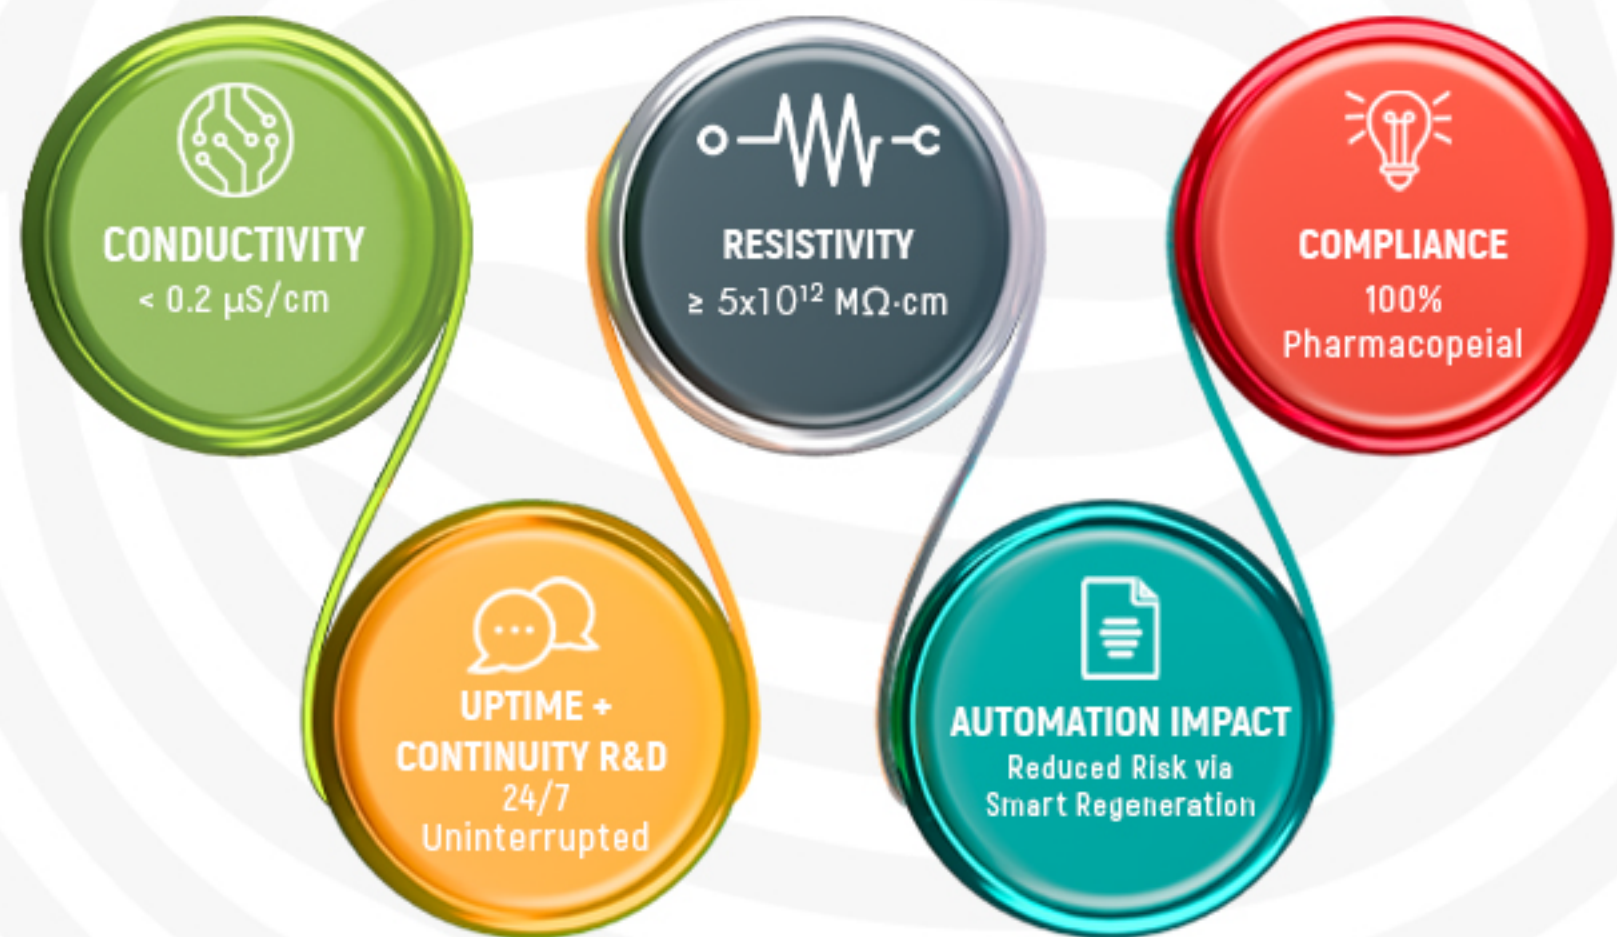 CONDUCTIVITY
< 0.2 µS/cm
RESISTIVITY
≥ 5x10¹² MΩ·cm
COMPLIANCE
100%
Pharmacopeial
UPTIME +
CONTINUITY R&D
24/7
Uninterrupted
AUTOMATION IMPACT
Reduced Risk via
Smart Regeneration